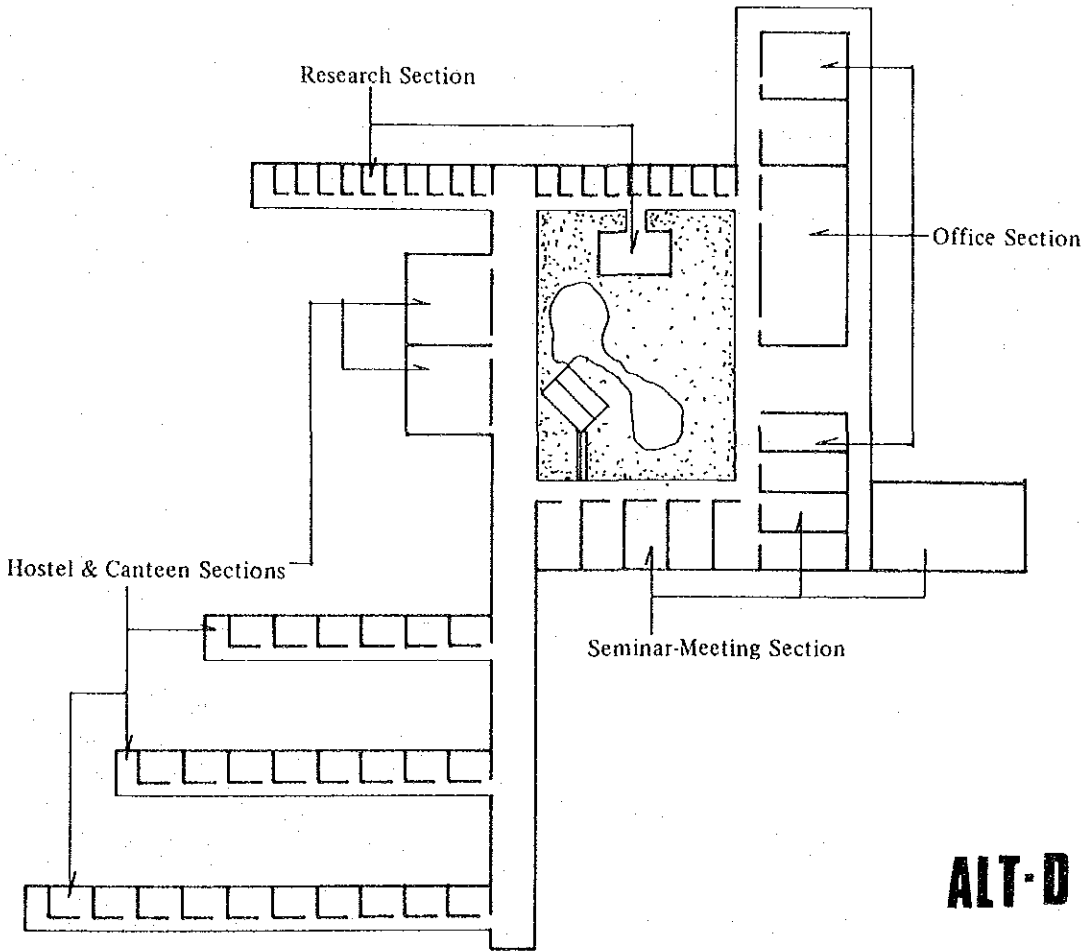 Research Section
Office Section
Hostel & Canteen Sections
Seminar-Meeting Section
ALT-D